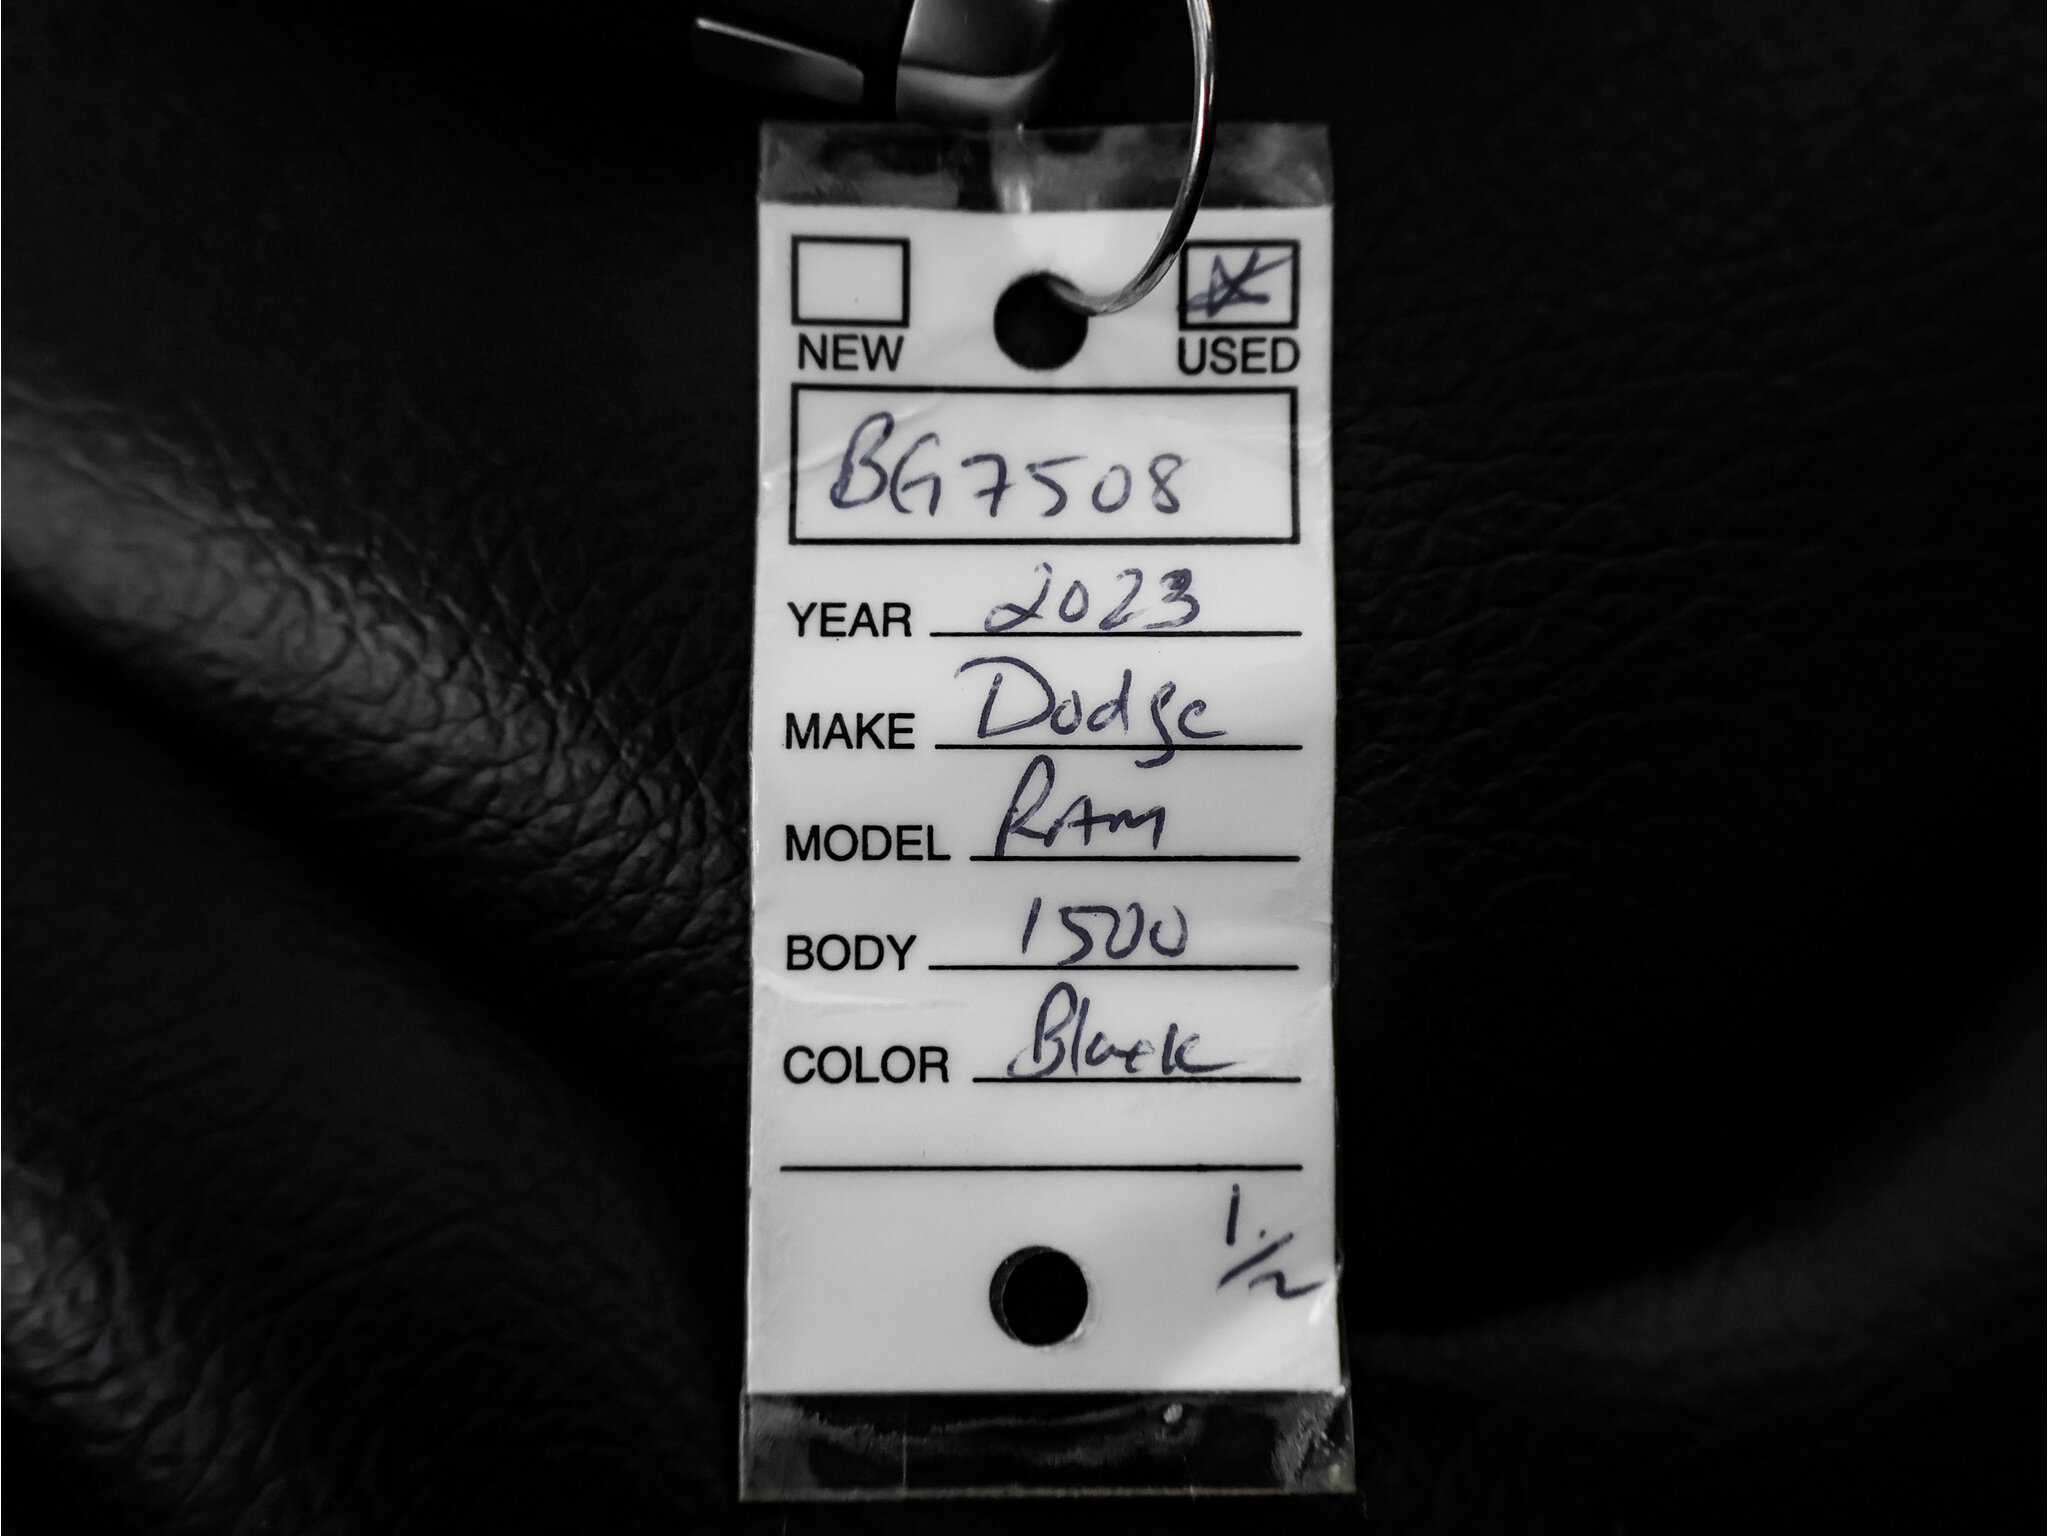 NEW USED
BG7508
YEAR 2023
MAKE Dodge
MODEL RAM
BODY 1500
COLOR Black
1/2